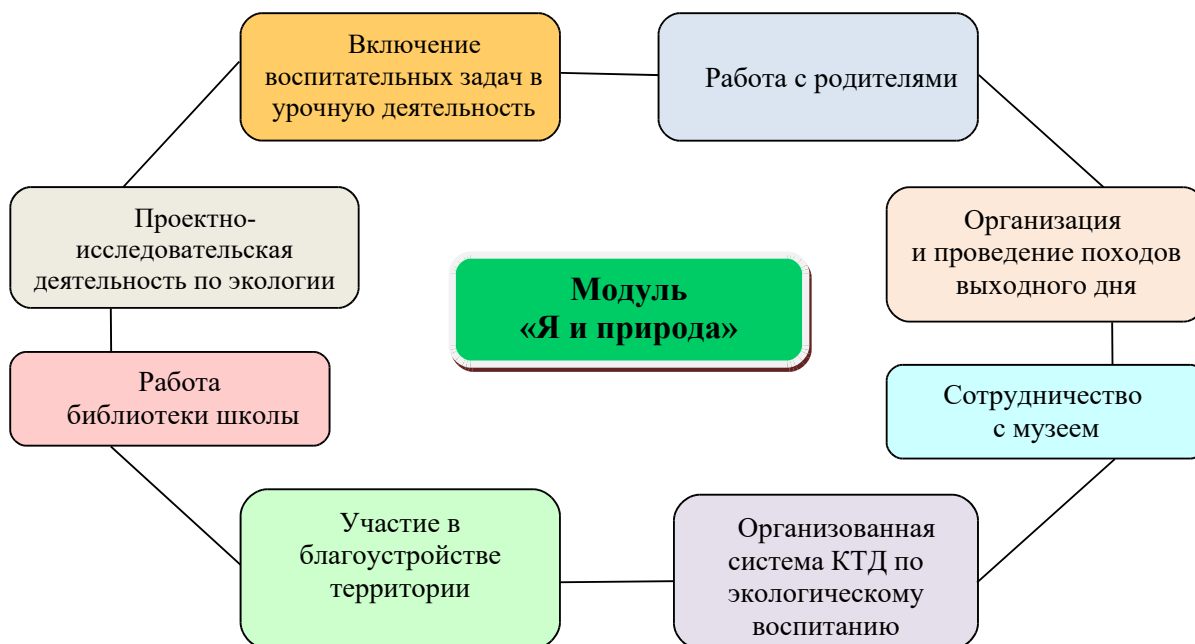 Включение
воспитательных задач в
урочную деятельность
Работа с родителями
Проектно-
исследовательская
деятельность по экологии
Организация
и проведение походов
выходного дня
Модуль
«Я и природа»
Работа
библиотеки школы
Сотрудничество
с музеем
Участие в
благоустройстве
территории
Организованная
система КТД по
экологическому
воспитанию